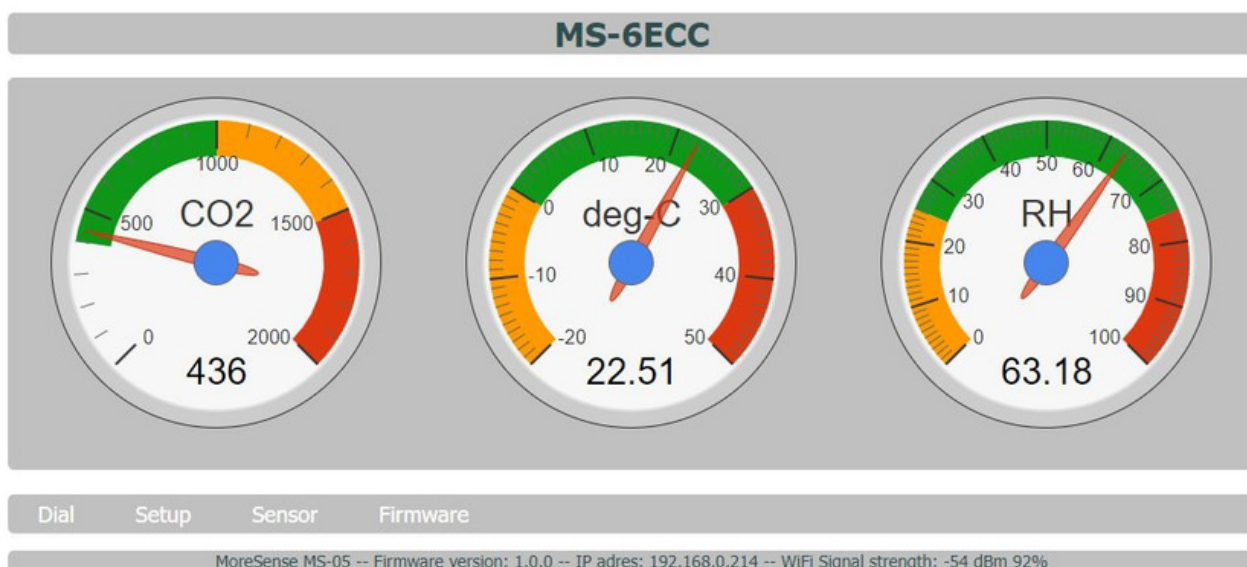 MS-6ECC
0 500 1000 1500 2000
CO2
436
-20 -10 0 10 20 30 40 50
deg-C
22.51
0 10 20 30 40 50 60 70 80 90 100
RH
63.18
Dial Setup Sensor Firmware
MoreSense MS-05 -- Firmware version: 1.0.0 -- IP adres: 192.168.0.214 -- WiFi Signal strength: -54 dBm 92%